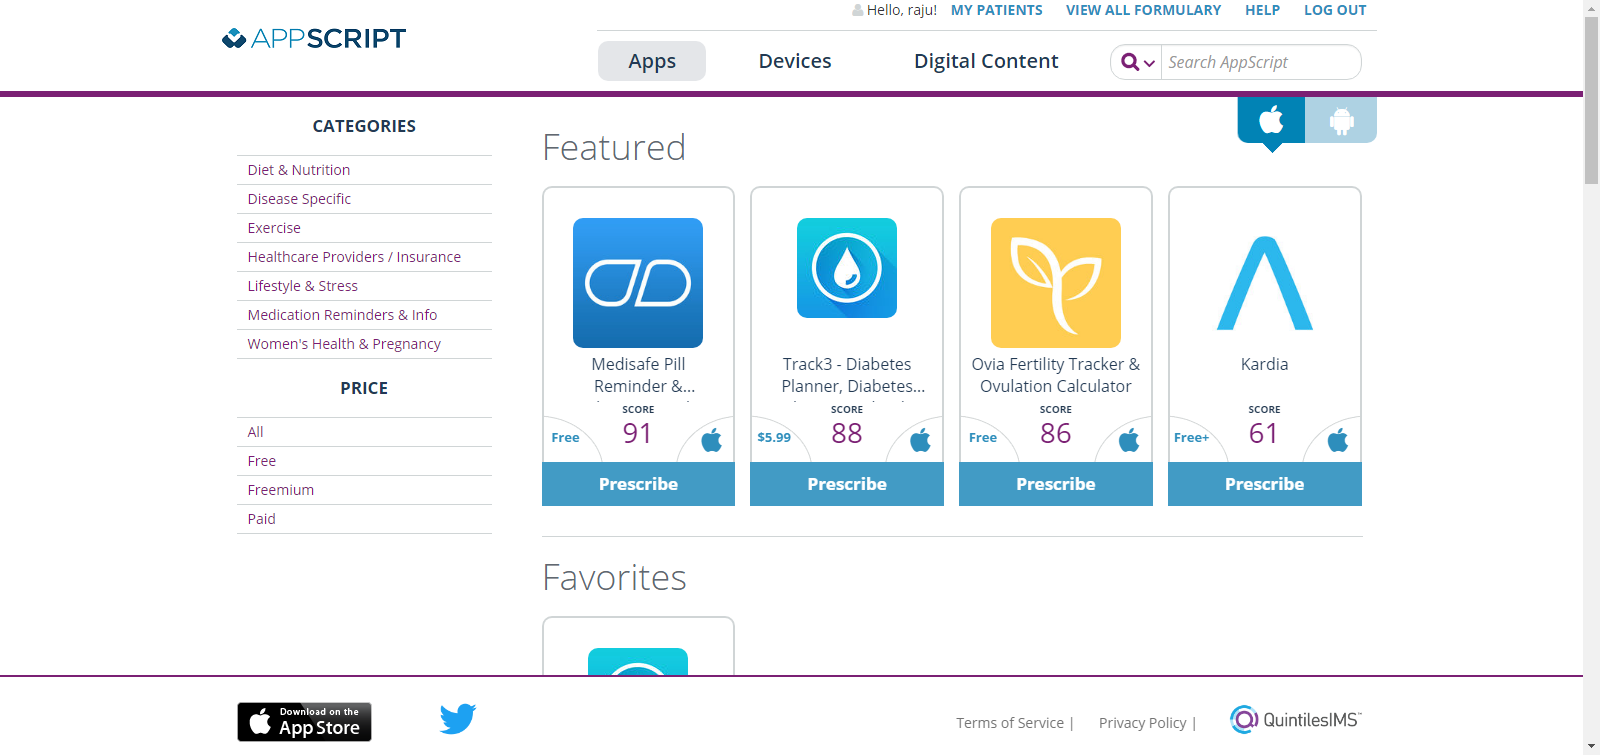 Hello, raju! MY PATIENTS VIEW ALL FORMULARY HELP LOG OUT
APPSCRIPT
Apps Devices Digital Content Search AppScript
CATEGORIES
Diet & Nutrition
Disease Specific
Exercise
Healthcare Providers / Insurance
Lifestyle & Stress
Medication Reminders & Info
Women's Health & Pregnancy
PRICE
All
Free
Freemium
Paid
Featured
Medisafe Pill
Reminder &...
SCORE
Free 91
Prescribe
Track3 - Diabetes
Planner, Diabetes...
SCORE
$5.99 88
Prescribe
Ovia Fertility Tracker &
Ovulation Calculator
SCORE
Free 86
Prescribe
Kardia
SCORE
Free+ 61
Prescribe
Favorites
Download on the
App Store
Terms of Service |
Privacy Policy |
QuintilesIMS™